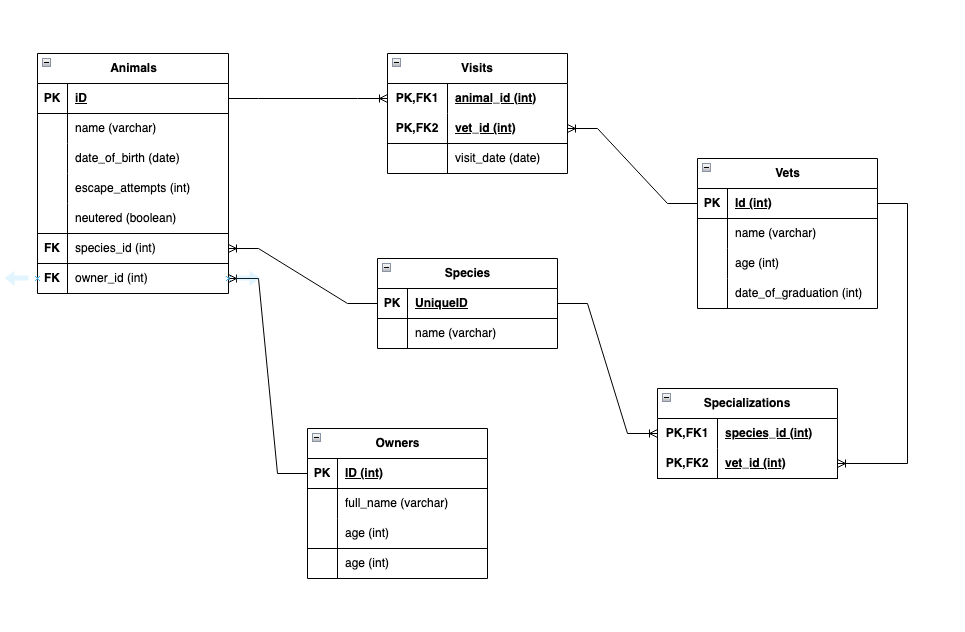 Animals
PK iD
name (varchar)
date_of_birth (date)
escape_attempts (int)
neutered (boolean)
FK species_id (int)
FK owner_id (int)
Visits
PK,FK1 animal_id (int)
PK,FK2 vet_id (int)
visit_date (date)
Vets
PK Id (int)
name (varchar)
age (int)
date_of_graduation (int)
Species
PK UniqueID
name (varchar)
Specializations
PK,FK1 species_id (int)
PK,FK2 vet_id (int)
Owners
PK ID (int)
full_name (varchar)
age (int)
age (int)